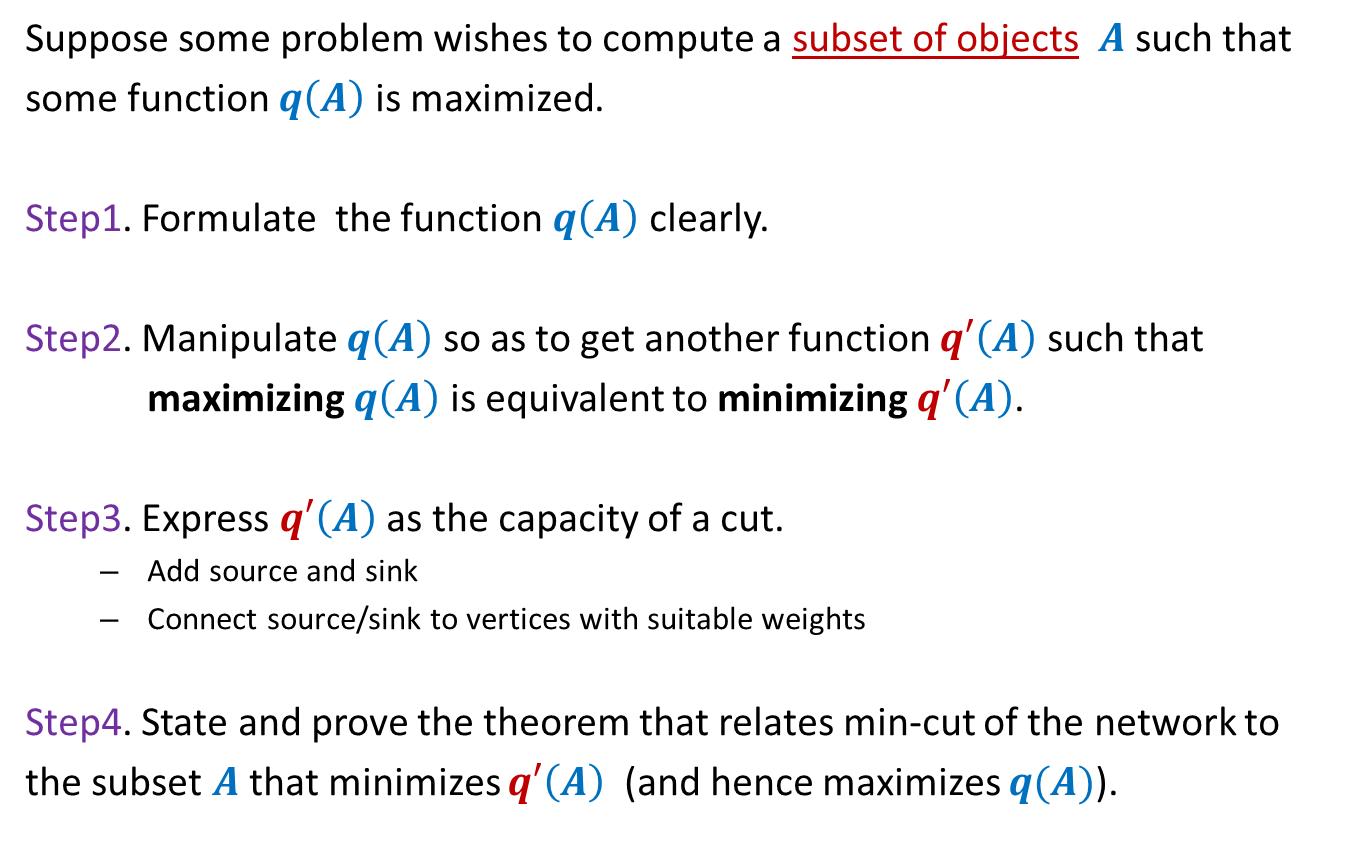 Suppose some problem wishes to compute a subset of objects A such that
some function q(A) is maximized.
Step1. Formulate the function q(A) clearly.
Step2. Manipulate q(A) so as to get another function q′(A) such that
maximizing q(A) is equivalent to minimizing q′(A).
Step3. Express q′(A) as the capacity of a cut.
– Add source and sink
– Connect source/sink to vertices with suitable weights
Step4. State and prove the theorem that relates min-cut of the network to
the subset A that minimizes q′(A) (and hence maximizes q(A)).